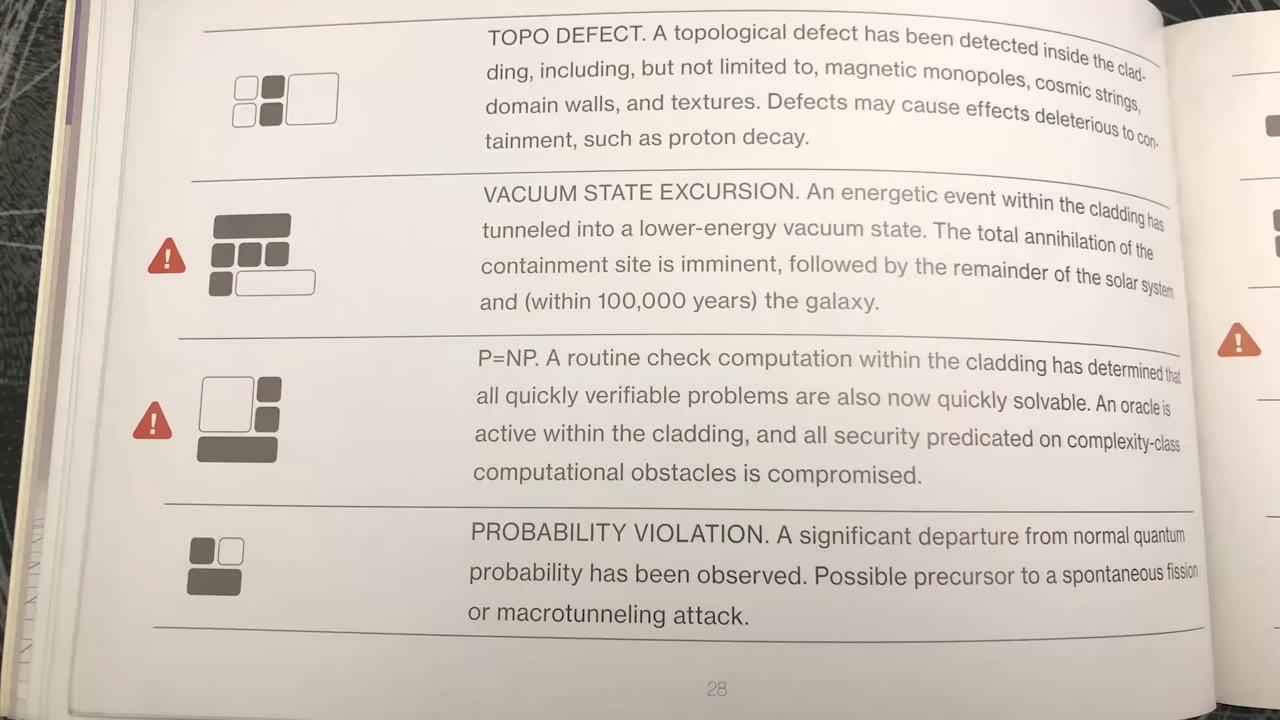 TOPO DEFECT. A topological defect has been detected inside the clad-
ding, including, but not limited to, magnetic monopoles, cosmic strings,
domain walls, and textures. Defects may cause effects deleterious to con-
tainment, such as proton decay.
VACUUM STATE EXCURSION. An energetic event within the cladding has
tunneled into a lower-energy vacuum state. The total annihilation of the
containment site is imminent, followed by the remainder of the solar system
and (within 100,000 years) the galaxy.
P=NP. A routine check computation within the cladding has determined that
all quickly verifiable problems are also now quickly solvable. An oracle is
active within the cladding, and all security predicated on complexity-class
computational obstacles is compromised.
PROBABILITY VIOLATION. A significant departure from normal quantum
probability has been observed. Possible precursor to a spontaneous fission
or macrotunneling attack.
28